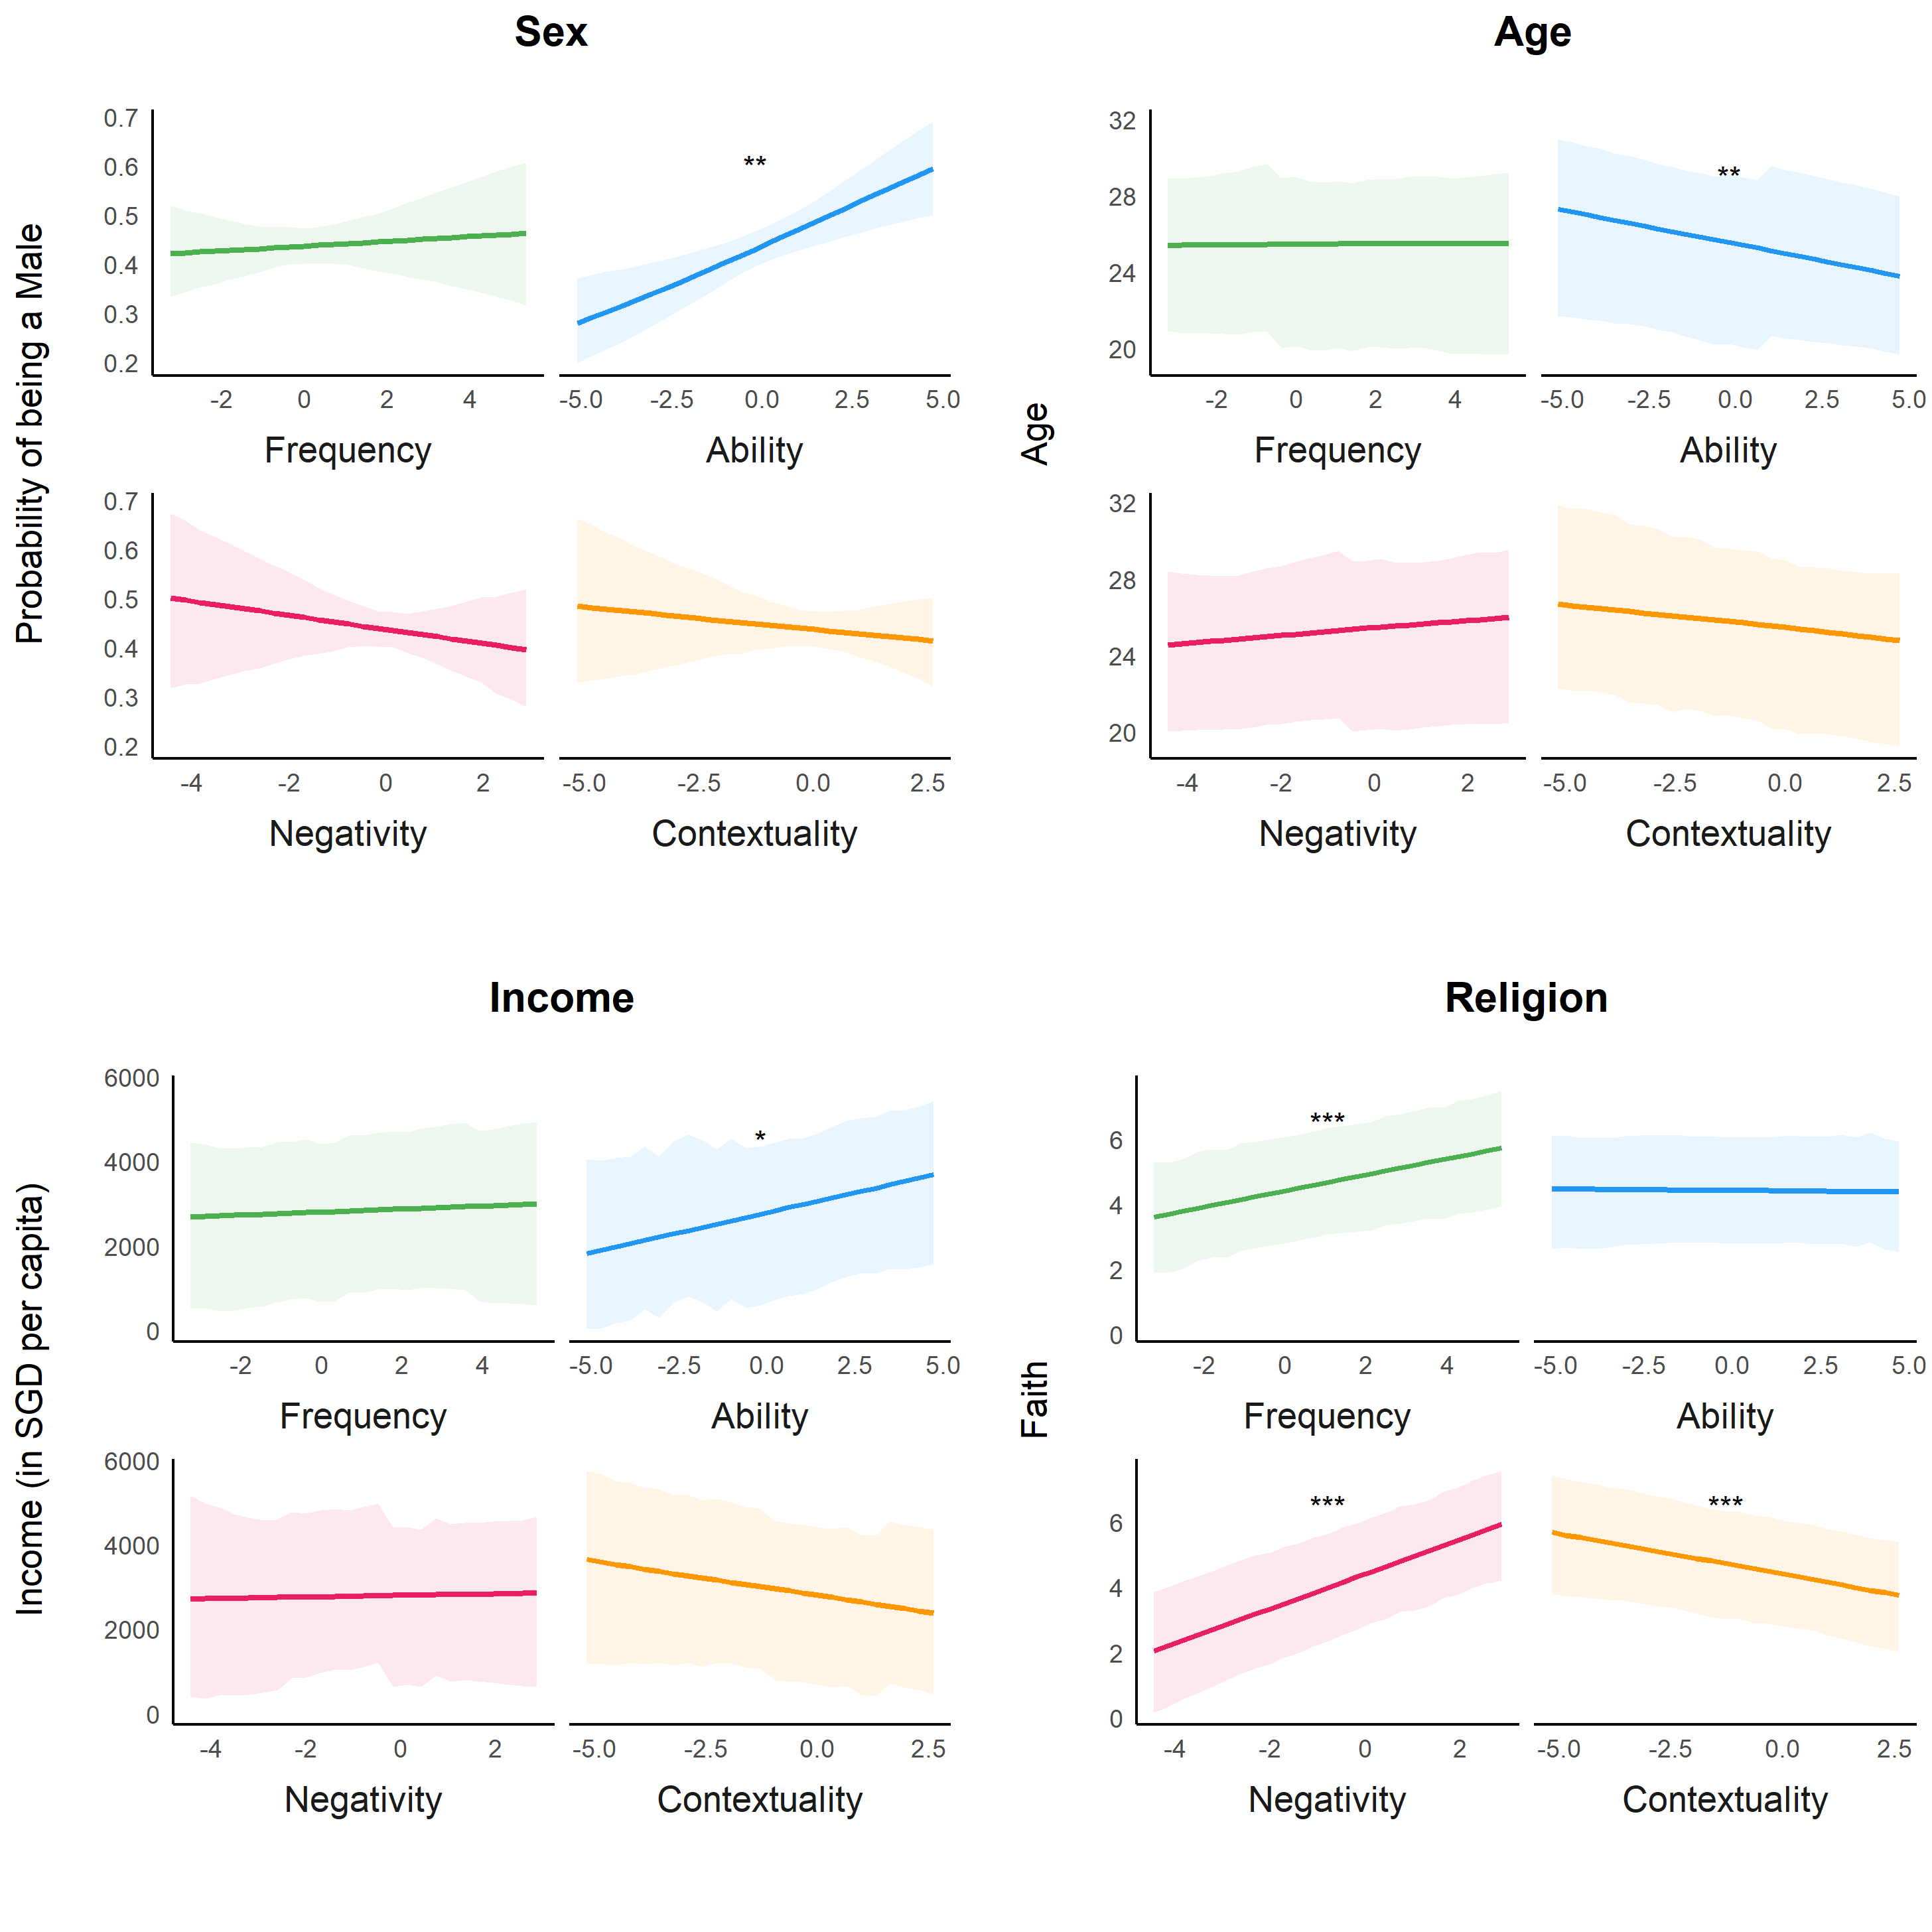 Sex
Age
Probability of being a Male
0.7
0.6
0.5
0.4
0.3
0.2
**
-2 0 2 4
-5.0 -2.5 0.0 2.5 5.0
Frequency
Ability
0.7
0.6
0.5
0.4
0.3
0.2
-4 -2 0 2
-5.0 -2.5 0.0 2.5
Negativity
Contextuality
Age
32
28
24
20
**
-2 0 2 4
-5.0 -2.5 0.0 2.5 5.0
Frequency
Ability
32
28
24
20
-4 -2 0 2
-5.0 -2.5 0.0 2.5
Negativity
Contextuality
Income
Religion
Income (in SGD per capita)
6000
4000
2000
0
*
-2 0 2 4
-5.0 -2.5 0.0 2.5 5.0
Frequency
Ability
6000
4000
2000
0
-4 -2 0 2
-5.0 -2.5 0.0 2.5
Negativity
Contextuality
Faith
***
6
4
2
0
-2 0 2 4
-5.0 -2.5 0.0 2.5 5.0
Frequency
Ability
***
***
6
4
2
0
-4 -2 0 2
-5.0 -2.5 0.0 2.5
Negativity
Contextuality